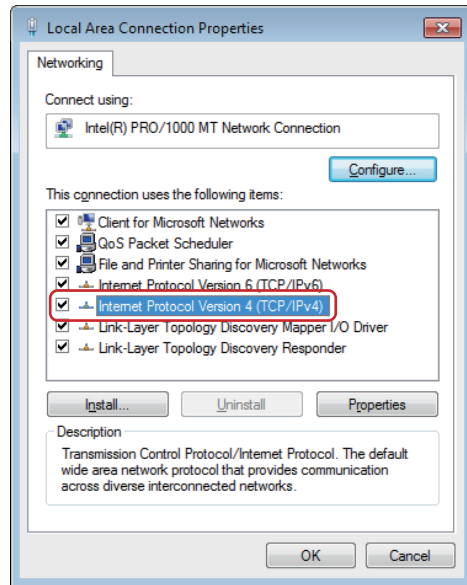 Local Area Connection Properties
Networking
Connect using:
Intel(R) PRO/1000 MT Network Connection
Configure...
This connection uses the following items:
Client for Microsoft Networks
QoS Packet Scheduler
File and Printer Sharing for Microsoft Networks
Internet Protocol Version 6 (TCP/IPv6)
Internet Protocol Version 4 (TCP/IPv4)
Link-Layer Topology Discovery Mapper I/O Driver
Link-Layer Topology Discovery Responder
Install... Uninstall Properties
Description
Transmission Control Protocol/Internet Protocol. The default
wide area network protocol that provides communication
across diverse interconnected networks.
OK Cancel